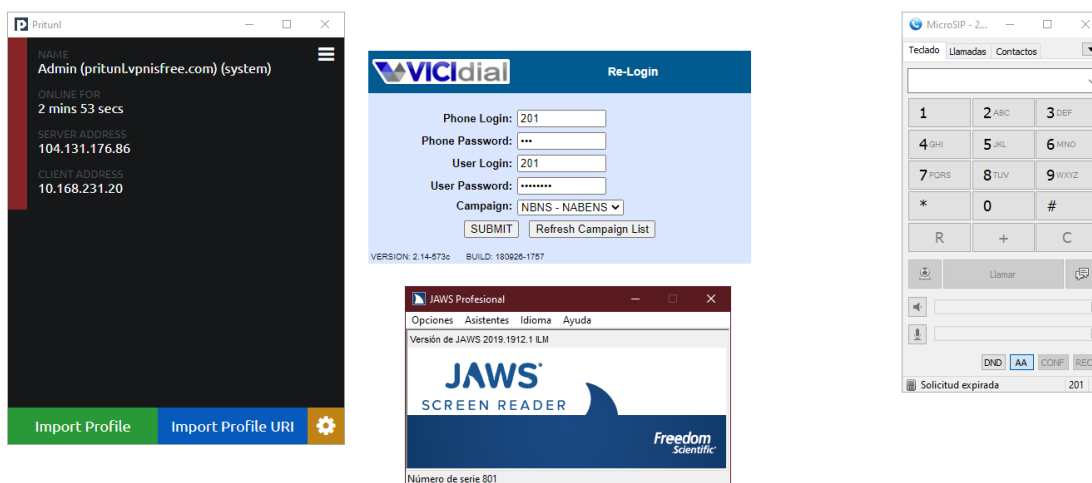 Pritunl
NAME
Admin (pritunl.vpnisfree.com) (system)
ONLINE FOR
2 mins 53 secs
SERVER ADDRESS
104.131.176.86
CLIENT ADDRESS
10.168.231.20
Import Profile
Import Profile URI
VICIdial
Re-Login
Phone Login: 201
Phone Password: •••
User Login: 201
User Password: ••••••••
Campaign: NBNS - NABENS
SUBMIT
Refresh Campaign List
VERSION: 2.14-573c BUILD: 180926-1757
JAWS Profesional
Opciones Asistentes Idioma Ayuda
Versión de JAWS 2019.1912.1 ILM
JAWS
SCREEN READER
Freedom
Scientific
Número de serie 801
MicroSIP - 2...
Teclado Llamadas Contactos
1 2 ABC 3 DEF
4 GHI 5 JKL 6 MNO
7 PQRS 8 TUV 9 WXYZ
* 0 #
R + C
Llamar
DND AA CONF REC
Solicitud expirada 201